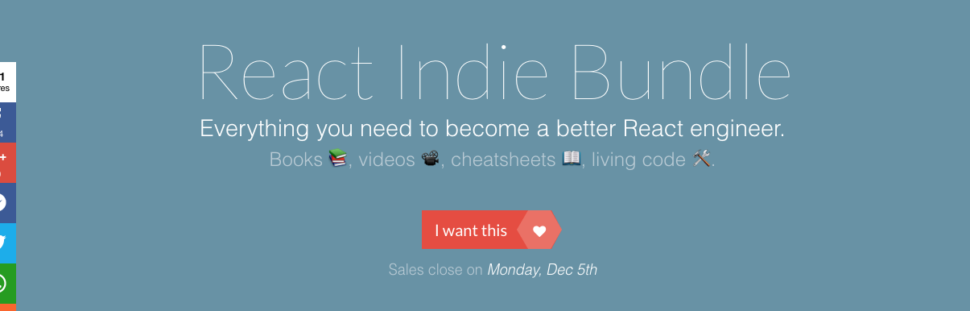 React Indie Bundle
Everything you need to become a better React engineer.
Books 📚, videos 📽, cheatsheets 📖, living code 🛠.
I want this
Sales close on Monday, Dec 5th